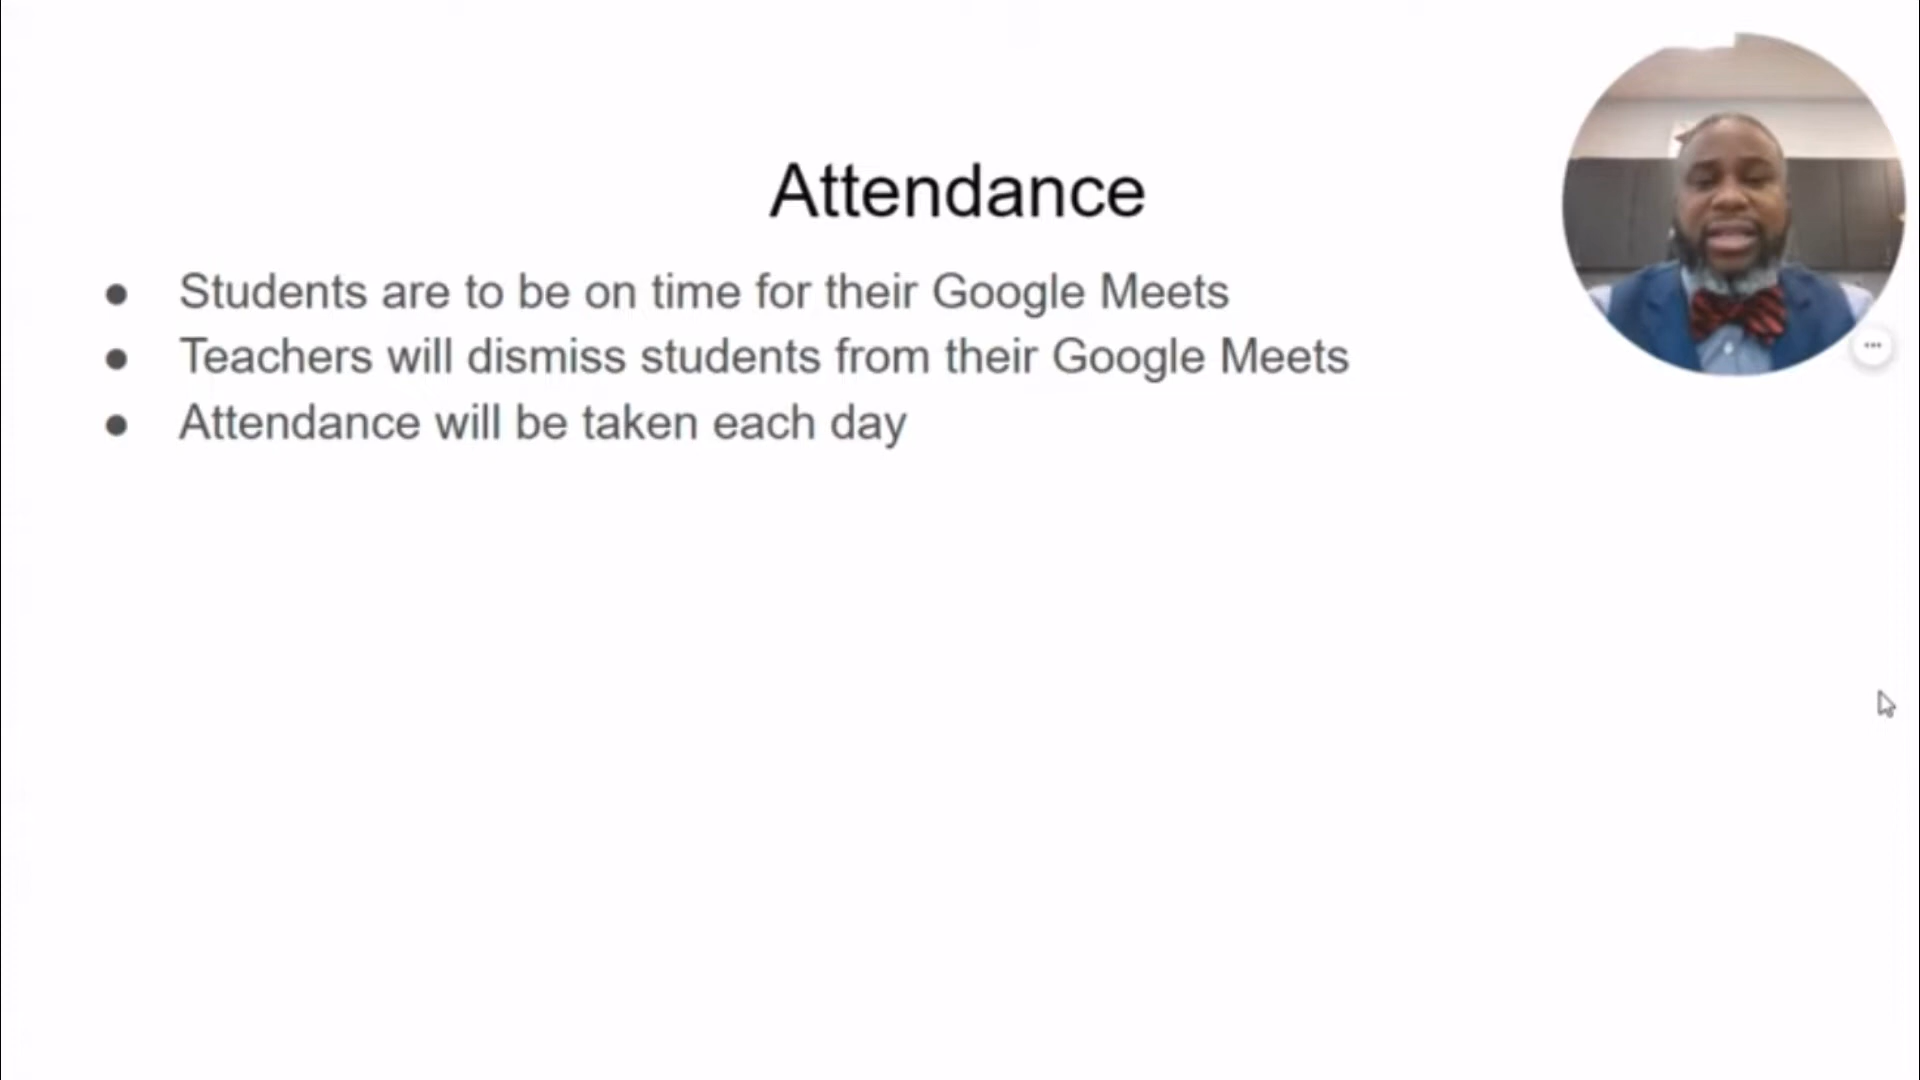 Attendance
● Students are to be on time for their Google Meets
● Teachers will dismiss students from their Google Meets
● Attendance will be taken each day